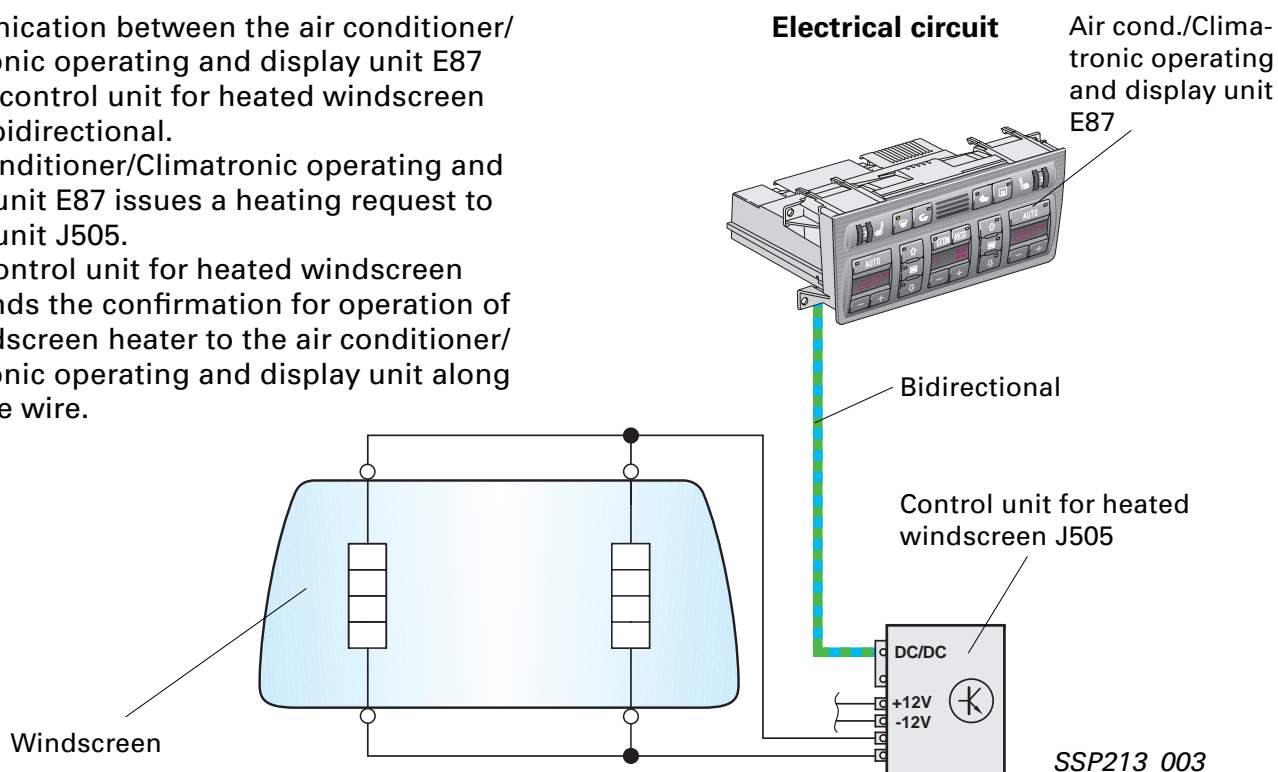 nication between the air conditioner/
onic operating and display unit E87
control unit for heated windscreen
bidirectional.
nditioner/Climatronic operating and
unit E87 issues a heating request to
unit J505.
ontrol unit for heated windscreen
nds the confirmation for operation of
dscreen heater to the air conditioner/
onic operating and display unit along
e wire.
Electrical circuit
Air cond./Clima-
tronic operating
and display unit
E87
AUTO
ECON REST
AUTO
Bidirectional
Control unit for heated
windscreen J505
DC/DC
+12V
-12V
Windscreen
SSP213_003